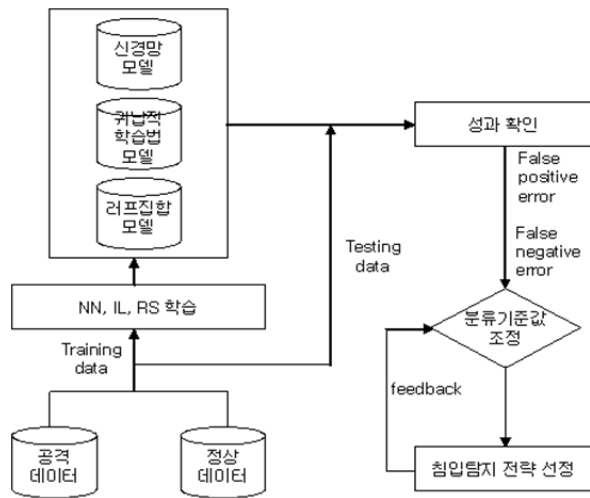 신경망
모델
귀납적
학습법
모델
러프집합
모델
NN, IL, RS 학습
Training
data
공격
데이터
정상
데이터
Testing
data
성과 확인
False
positive
error
False
negative
error
분류기준값
조정
feedback
침입탐지 전략 선정